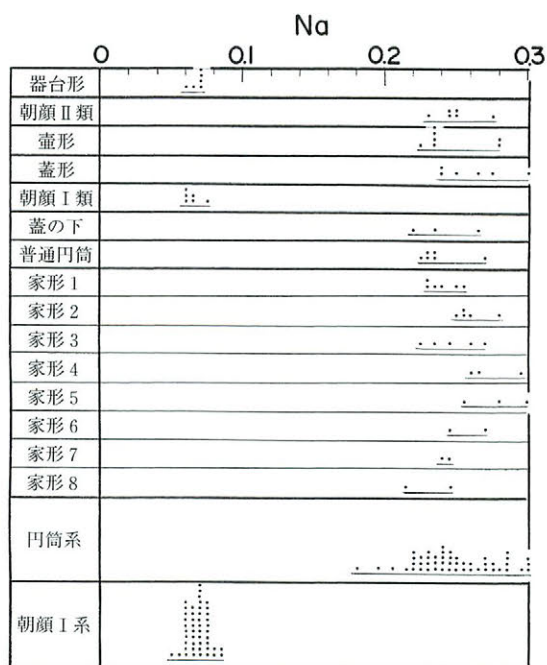 Na
0 0.1 0.2 0.3
器台形
朝顔Ⅱ類
壷形
蓋形
朝顔Ⅰ類
蓋の下
普通円筒
家形1
家形2
家形3
家形4
家形5
家形6
家形7
家形8
円筒系
朝顔Ⅰ系